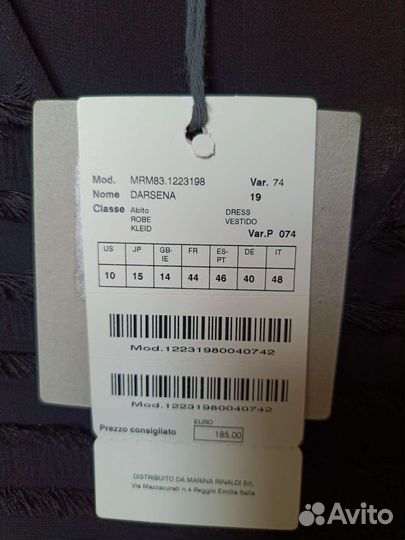 Mod. MRM83.1223198 Var. 74
Nome DARSENA 19
Classe Abito DRESS
ROBE VESTIDO
KLEID Var.P 074
US JP GB-IE FR ES-PT DE IT
10 15 14 44 46 40 48
Mod.12231980040742
Mod.12231980040742
EURO
Prezzo consigliato 185,00
DISTRIBUITO DA MARINA RINALDI Srl,
Via Mazzacurati n.4 Reggio Emilia Italia
Avito